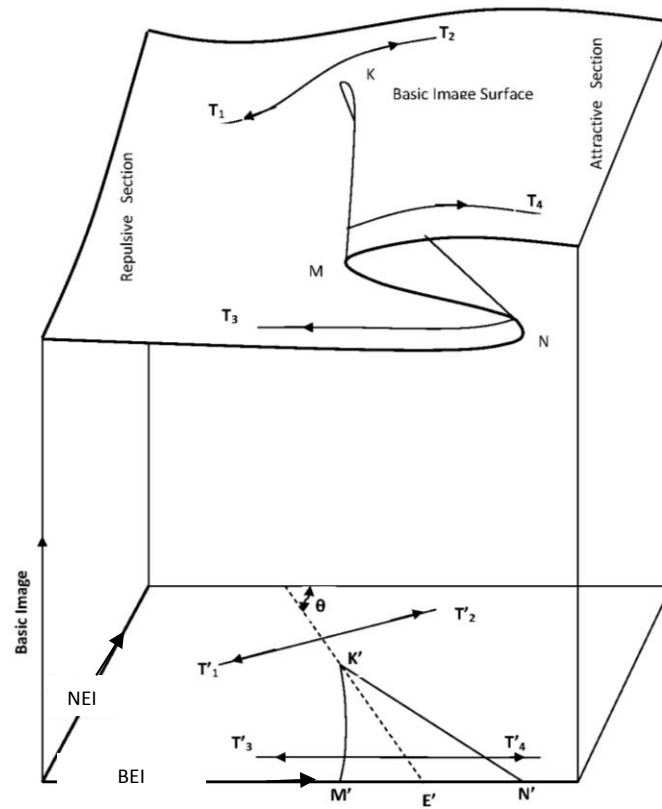 T2
K
T1
Basic Image Surface
Attractive Section
Repulsive Section
T4
M
T3
N
Basic Image
θ
T'2
K'
T'1
NEI
T'3
T'4
BEI
M'
E'
N'